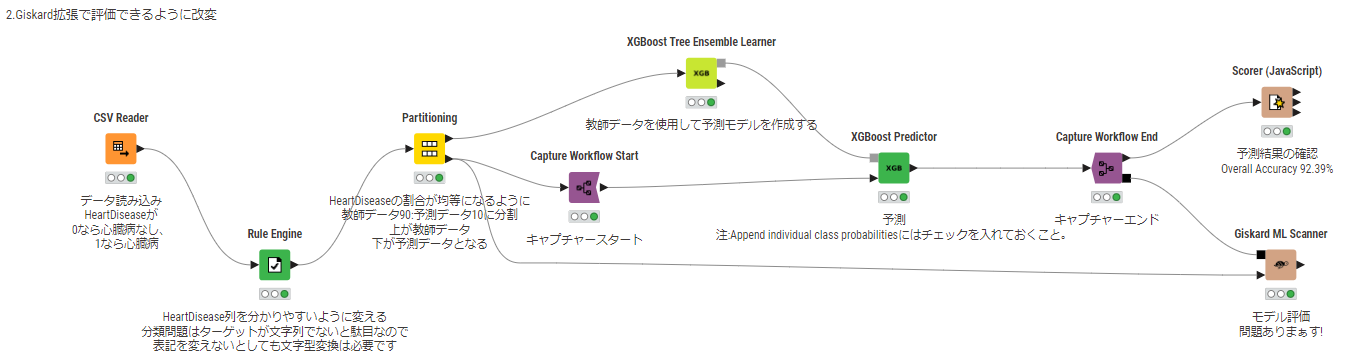 2.Giskard拡張で評価できるように改変
XGBoost Tree Ensemble Learner
XGB
教師データを使用して予測モデルを作成する
Scorer (JavaScript)
予測結果の確認
Overall Accuracy 92.39%
CSV Reader
データ読み込み
HeartDiseaseが
0なら心臓病なし、
1なら心臓病
Partitioning
HeartDiseaseの割合が均等になるように
教師データ90:予測データ10に分割
上が教師データ
下が予測データとなる
Capture Workflow Start
キャプチャースタート
XGBoost Predictor
XGB
予測
注:Append individual class probabilitiesにはチェックを入れておくこと。
Capture Workflow End
キャプチャーエンド
Rule Engine
HeartDisease列を分かりやすいように変える
分類問題はターゲットが文字列でないと駄目なので
表記を変えないとしても文字型変換は必要です
Giskard ML Scanner
モデル評価
問題ありまぁす!